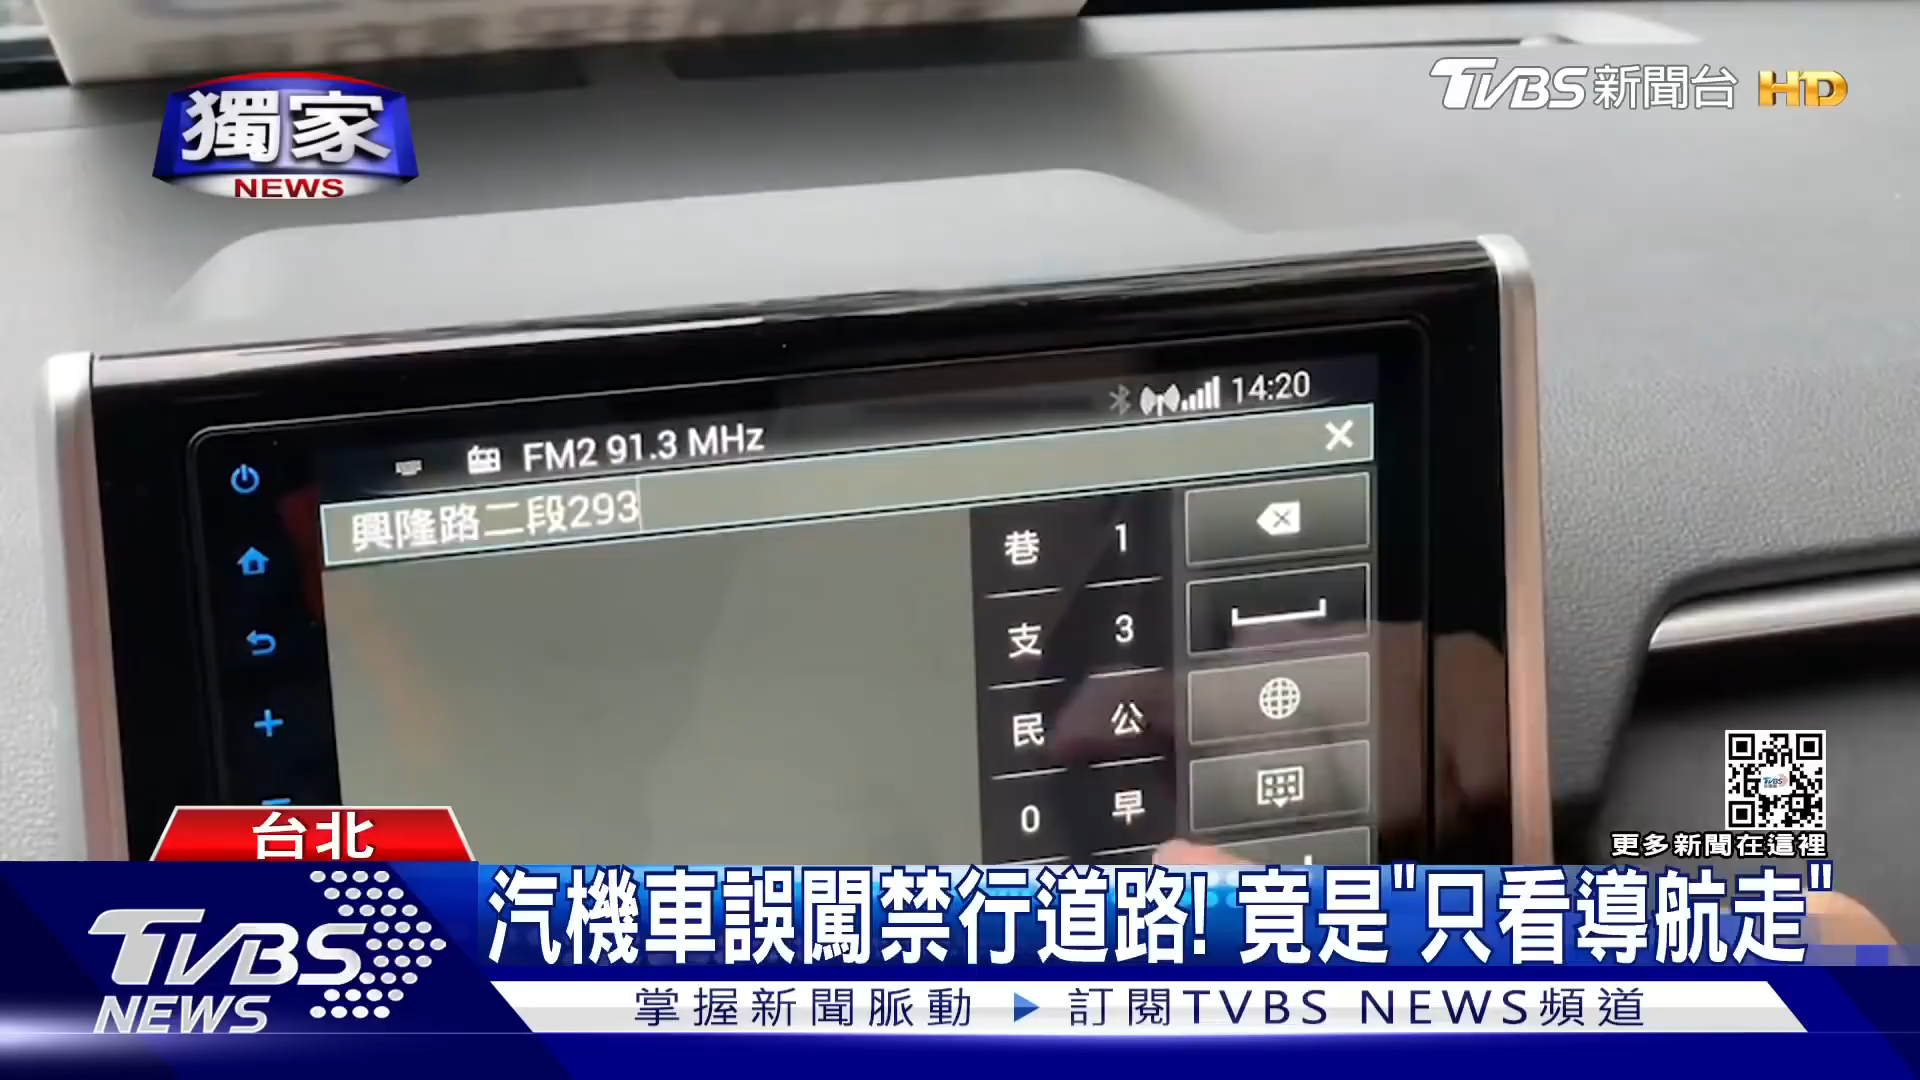 獨家
NEWS
TVBS新聞台 HD
14:20
FM2 91.3 MHz
興隆路二段293
巷 1
支 3
民 公
0 早
TVBS
更多新聞在這裡
台北
汽機車誤闖禁行道路! 竟是"只看導航走"
TVBS
NEWS
掌握新聞脈動 ▶ 訂閱TVBS NEWS頻道